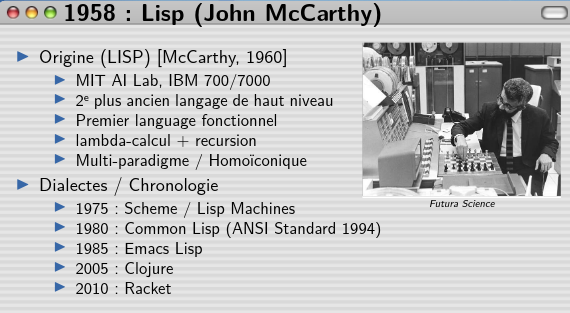 1958 : Lisp (John McCarthy)
Origine (LISP) [McCarthy, 1960]
MIT AI Lab, IBM 700/7000
2e plus ancien langage de haut niveau
Premier language fonctionnel
lambda-calcul + recursion
Multi-paradigme / Homoïconique
Futura Science
Dialectes / Chronologie
1975 : Scheme / Lisp Machines
1980 : Common Lisp (ANSI Standard 1994)
1985 : Emacs Lisp
2005 : Clojure
2010 : Racket